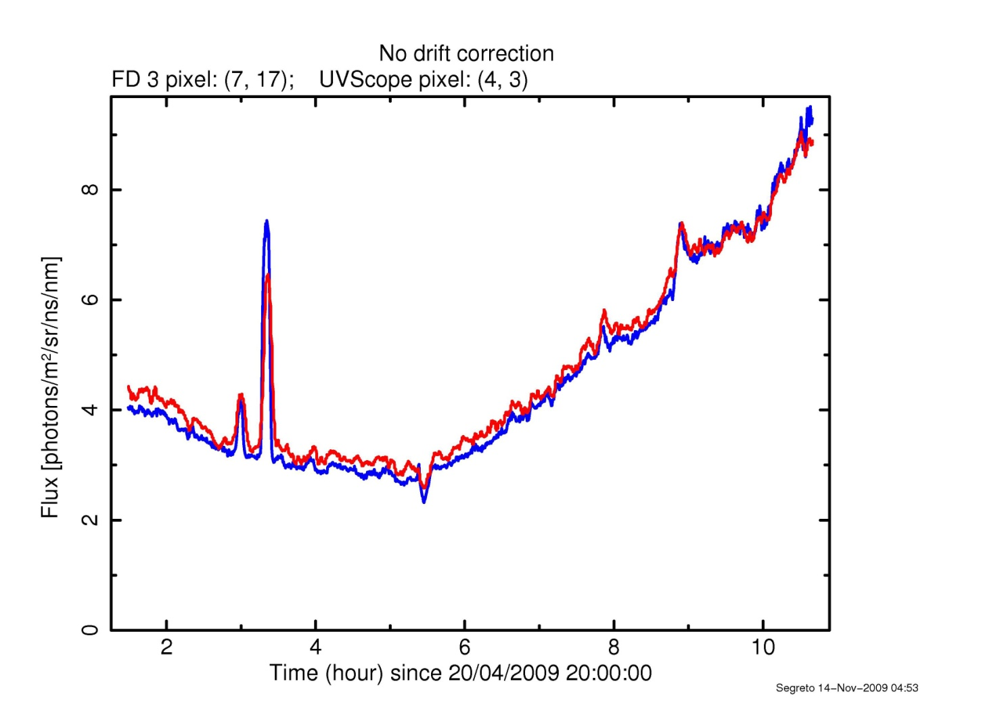 No drift correction
FD 3 pixel: (7, 17); UVScope pixel: (4, 3)
8
6
4
2
0
Flux [photons/m²/sr/ns/nm]
2 4 6 8 10
Time (hour) since 20/04/2009 20:00:00
Segreto 14−Nov−2009 04:53